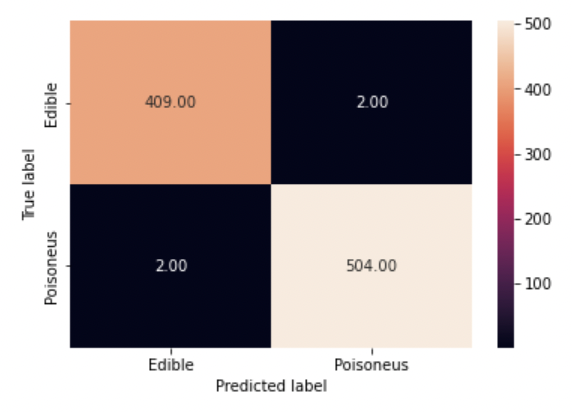 Edible
409.00
2.00
Poisoneus
2.00
504.00
True label
Edible
Poisoneus
Predicted label
500
400
300
200
100